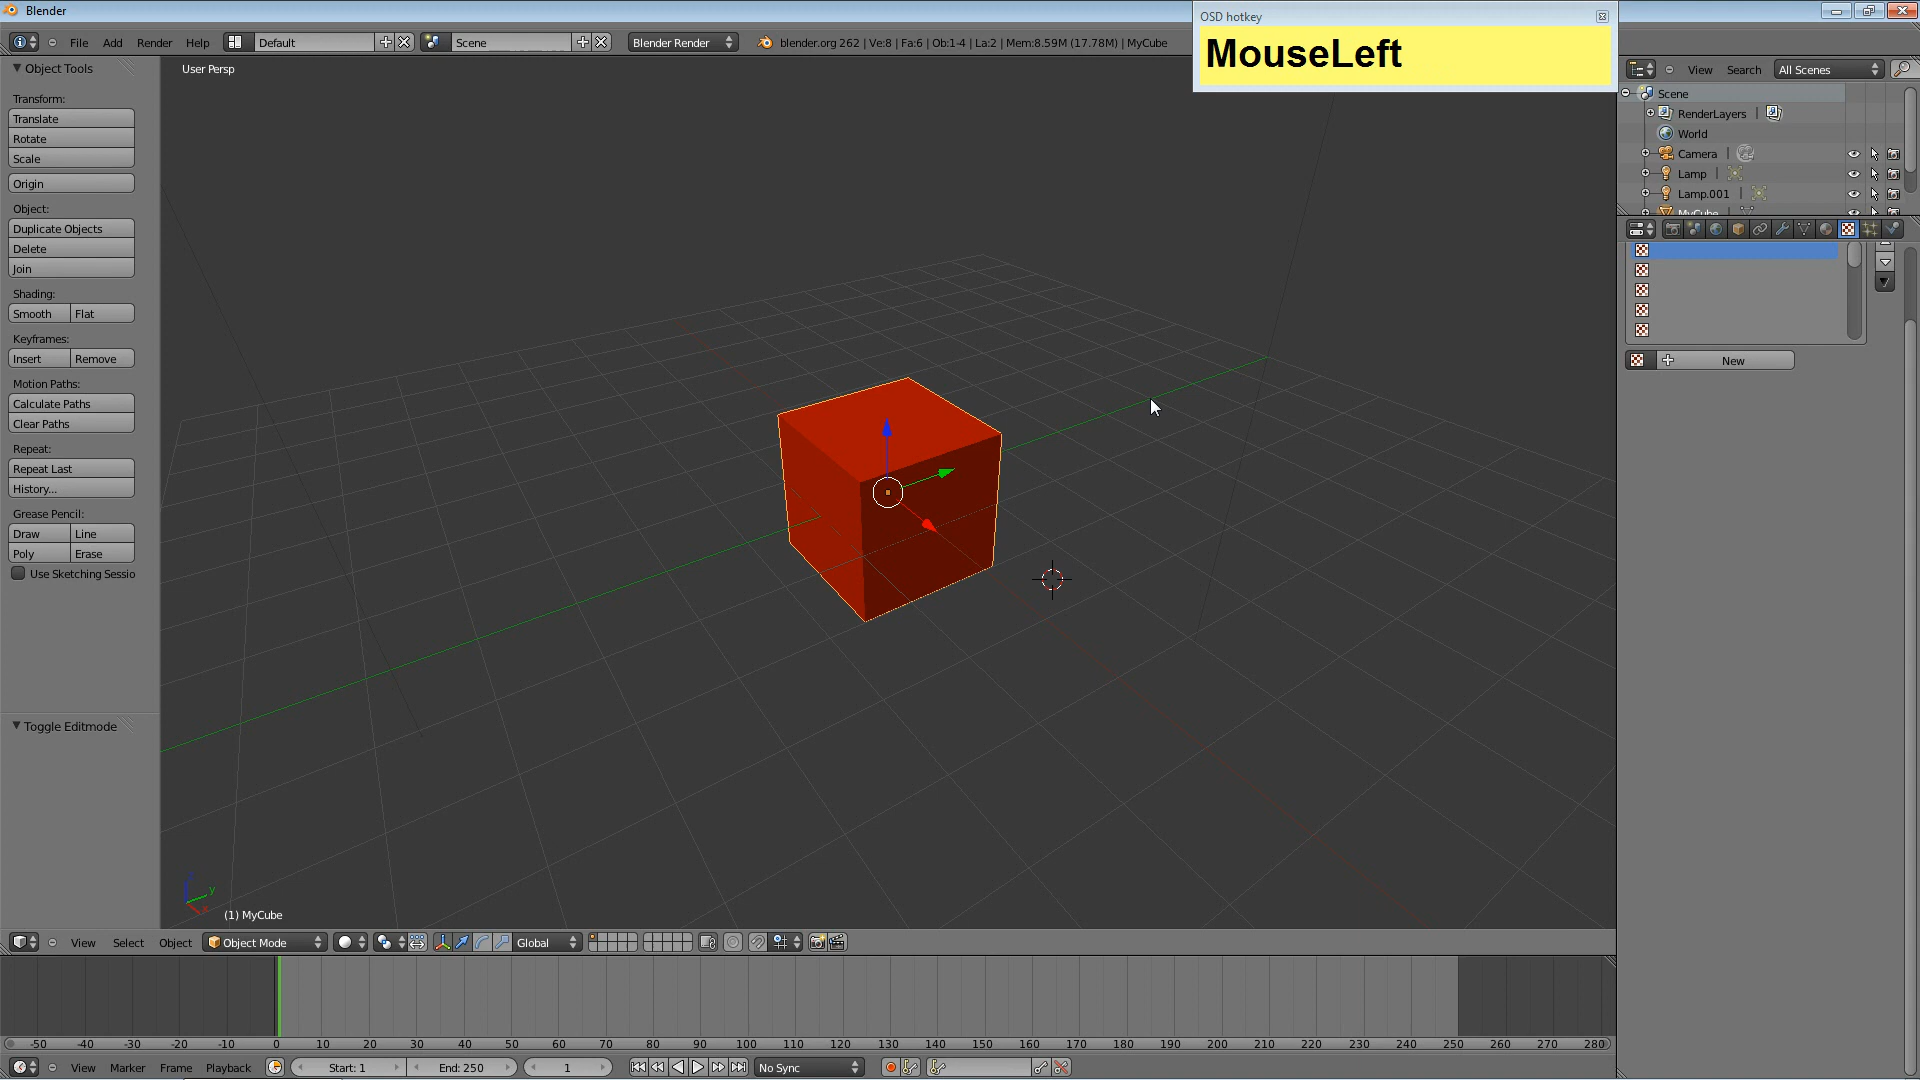 Blender
OSD hotkey
MouseLeft
File Add Render Help Default Scene Blender Render blender.org 262 | Ve:8 | Fa:6 | Ob:1-4 | La:2 | Mem:8.59M (17.78M) | MyCube
View Search All Scenes
Object Tools
User Persp
Scene
RenderLayers
World
Camera
Lamp
Lamp.001
MyCube
New
Transform:
Translate
Rotate
Scale
Origin
Object:
Duplicate Objects
Delete
Join
Shading:
Smooth Flat
Keyframes:
Insert Remove
Motion Paths:
Calculate Paths
Clear Paths
Repeat:
Repeat Last
History...
Grease Pencil:
Draw Line
Poly Erase
Use Sketching Sessio
Toggle Editmode
y
x
(1) MyCube
View Select Object Object Mode Global
-50 -40 -30 -20 -10 0 10 20 30 40 50 60 70 80 90 100 110 120 130 140 150 160 170 180 190 200 210 220 230 240 250 260 270 280
View Marker Frame Playback Start: 1 End: 250 1 No Sync